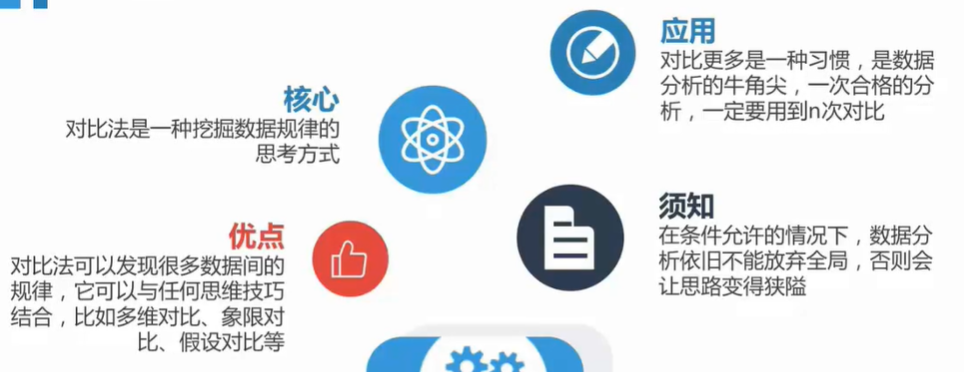 核心
对比法是一种挖掘数据规律的
思考方式
优点
对比法可以发现很多数据间的
规律，它可以与任何思维技巧
结合，比如多维对比、象限对
比、假设对比等
应用
对比更多是一种习惯，是数据
分析的牛角尖，一次合格的分
析，一定要用到n次对比
须知
在条件允许的情况下，数据分
析依旧不能放弃全局，否则会
让思路变得狭隘